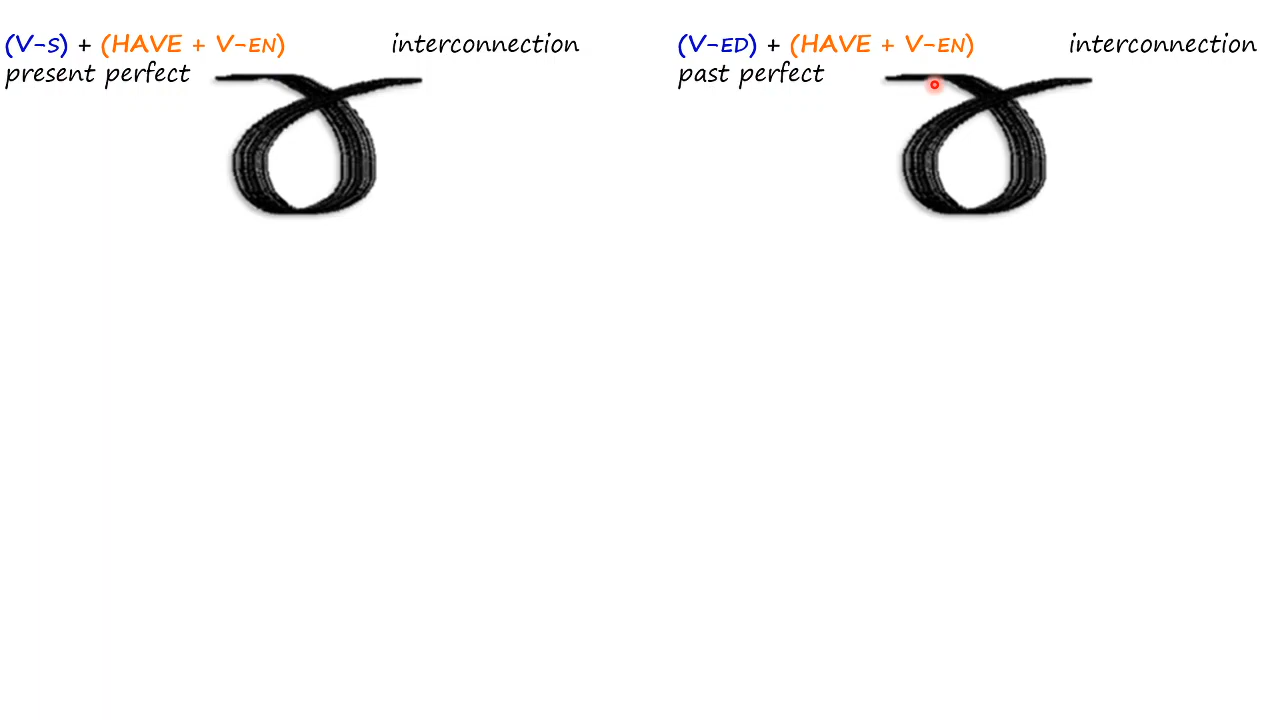 (V-S) + (HAVE + V-EN) interconnection
present perfect
(V-ED) + (HAVE + V-EN) interconnection
past perfect